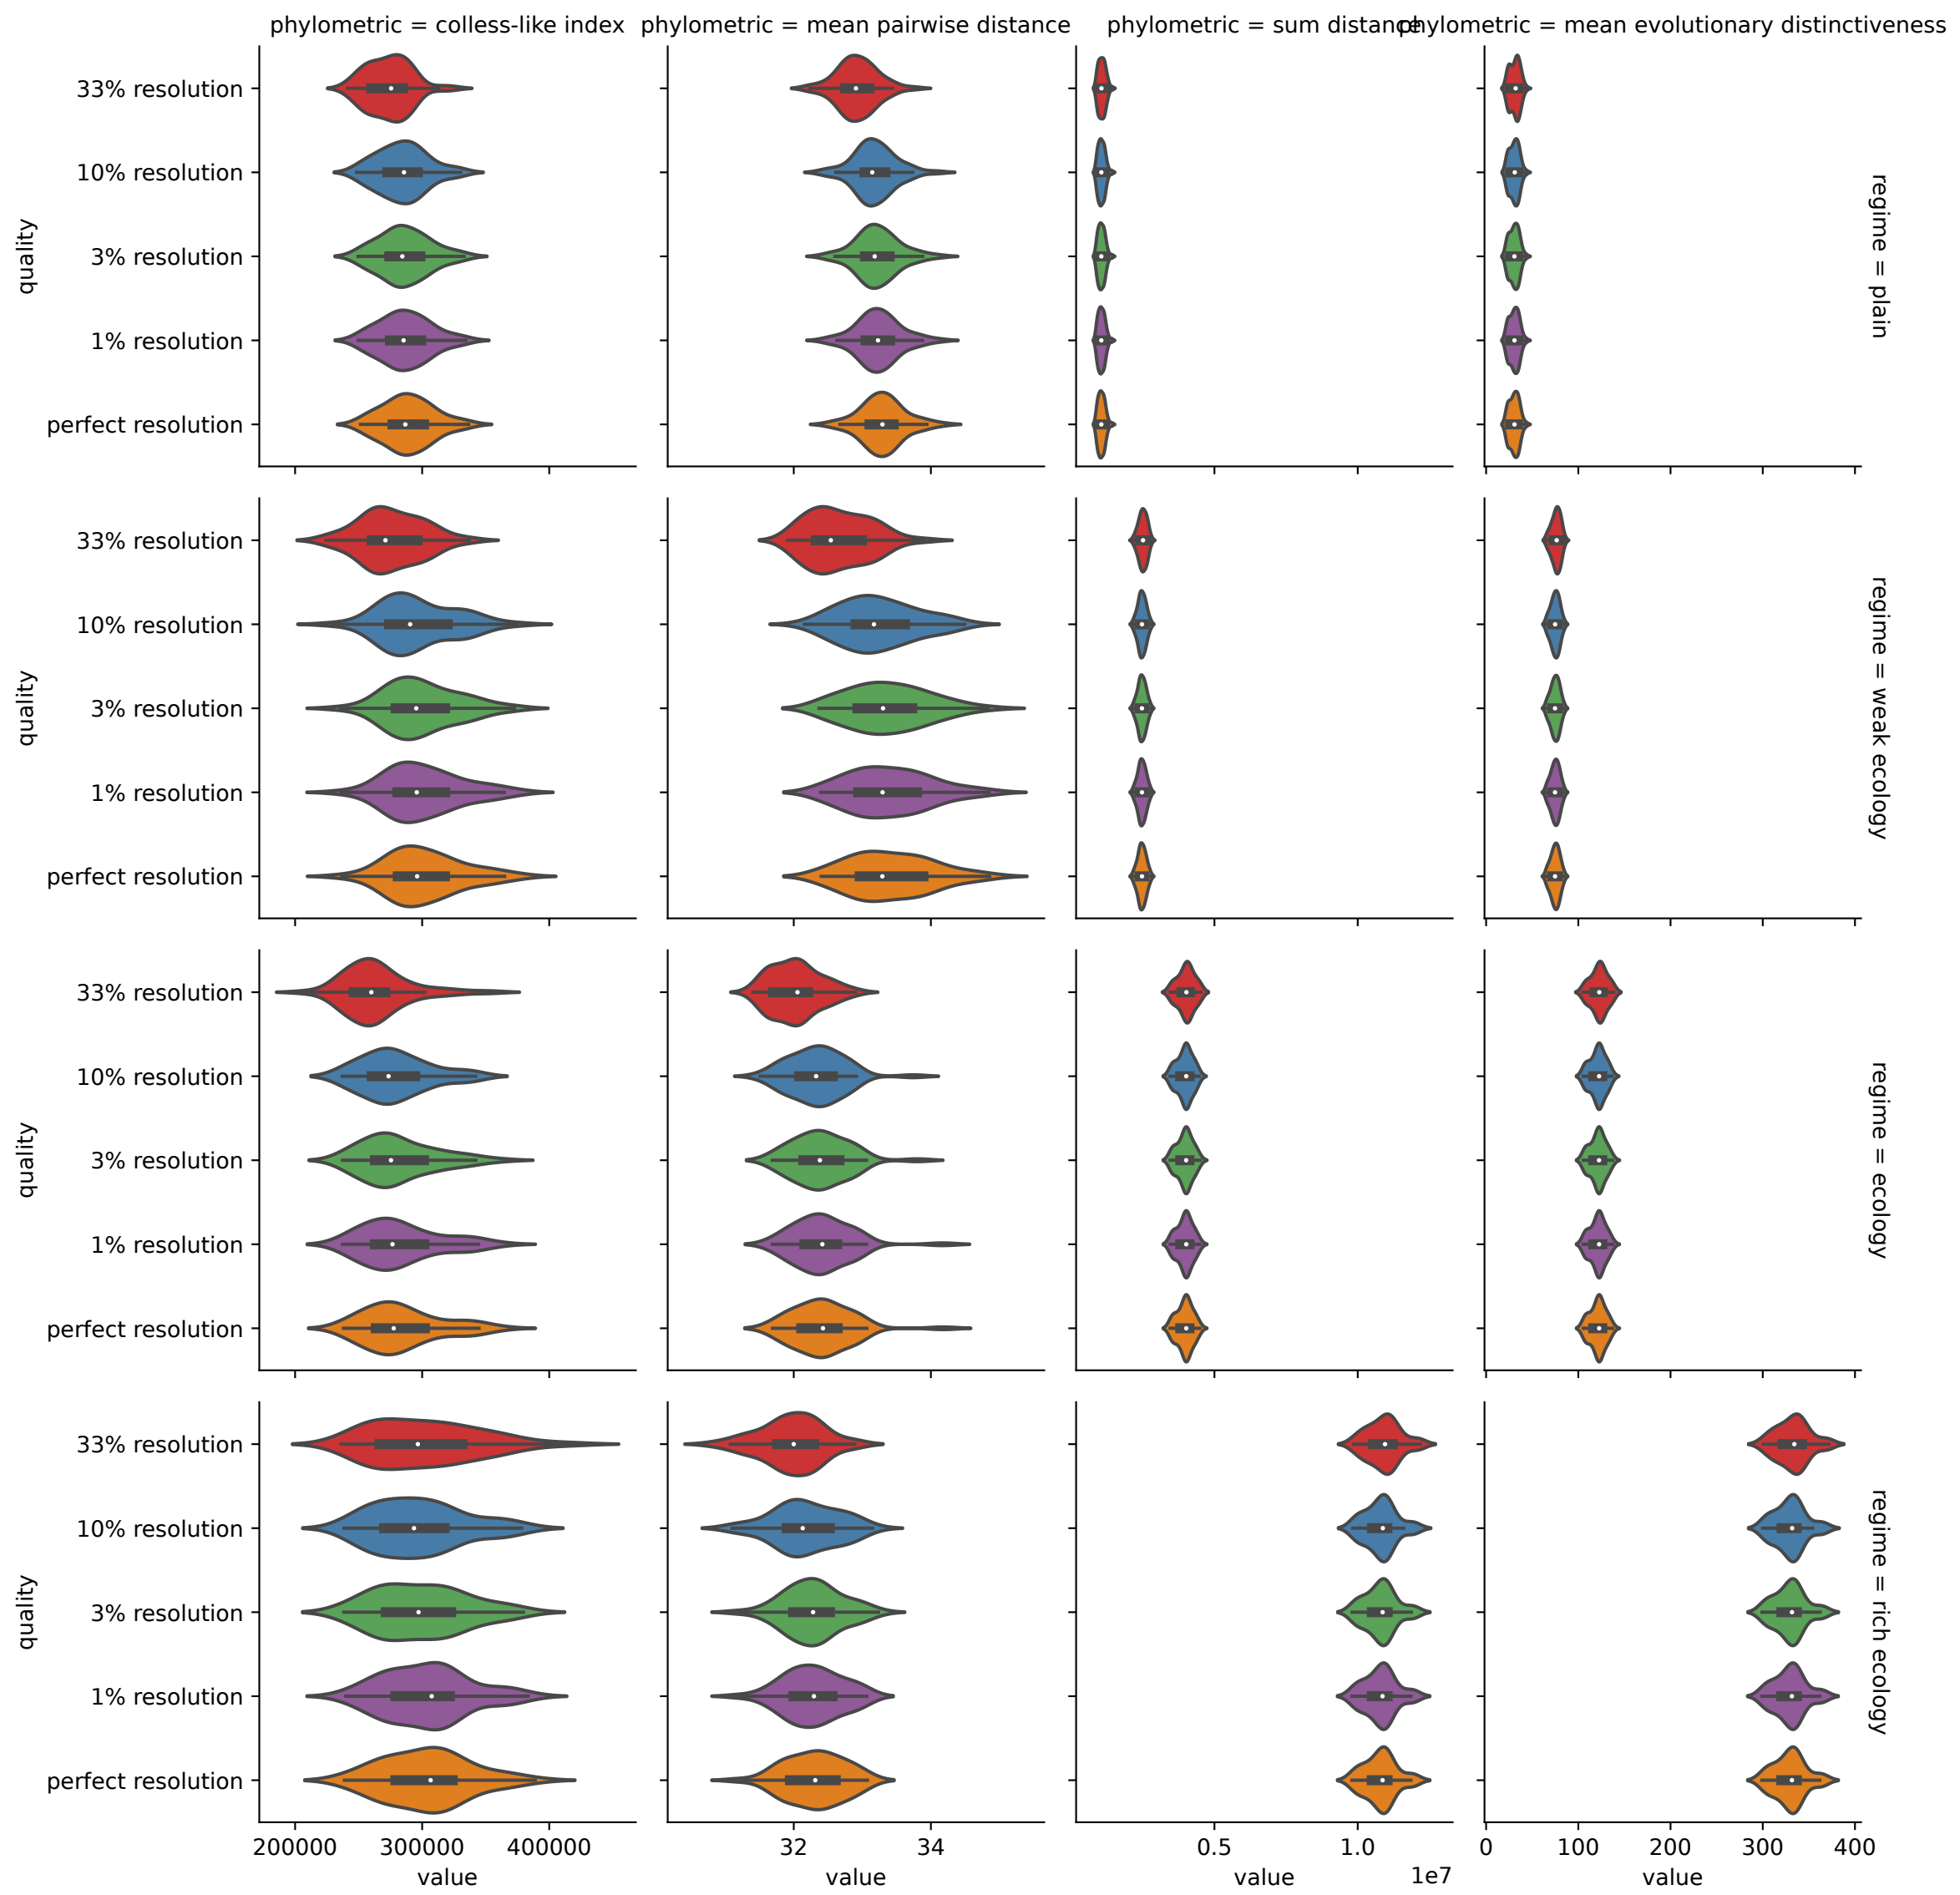 phylometric = colless-like index
phylometric = mean pairwise distance
phylometric = sum distance
phylometric = mean evolutionary distinctiveness
33% resolution
10% resolution
3% resolution
1% resolution
perfect resolution
quality
regime = plain
33% resolution
10% resolution
3% resolution
1% resolution
perfect resolution
quality
regime = weak ecology
33% resolution
10% resolution
3% resolution
1% resolution
perfect resolution
quality
regime = ecology
33% resolution
10% resolution
3% resolution
1% resolution
perfect resolution
quality
regime = rich ecology
200000 300000 400000
value
32 34
value
0.5 1.0
value
1e7
0 100 200 300 400
value